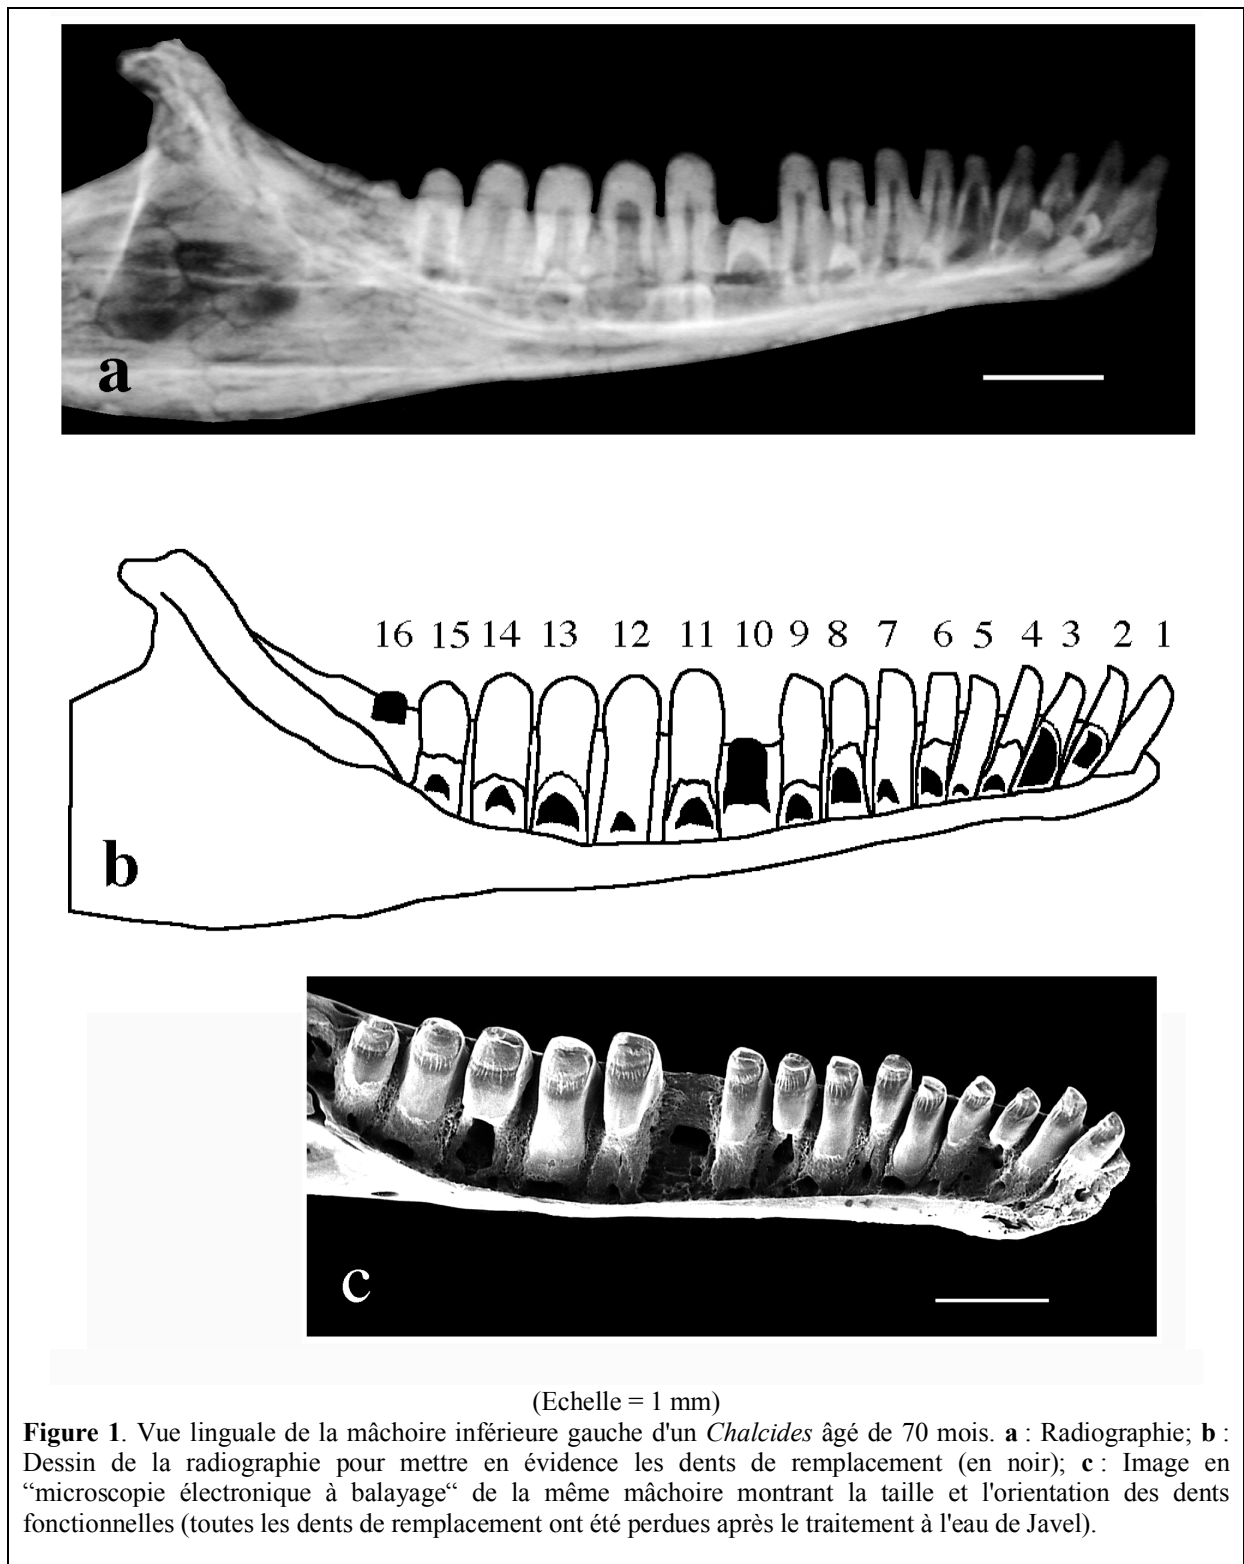 a
16 15 14 13 12 11 10 9 8 7 6 5 4 3 2 1
b
c
(Echelle = 1 mm)
Figure 1. Vue linguale de la mâchoire inférieure gauche d'un Chalcides âgé de 70 mois. a : Radiographie; b :
Dessin de la radiographie pour mettre en évidence les dents de remplacement (en noir); c : Image en
“microscopie électronique à balayage“ de la même mâchoire montrant la taille et l'orientation des dents
fonctionnelles (toutes les dents de remplacement ont été perdues après le traitement à l'eau de Javel).